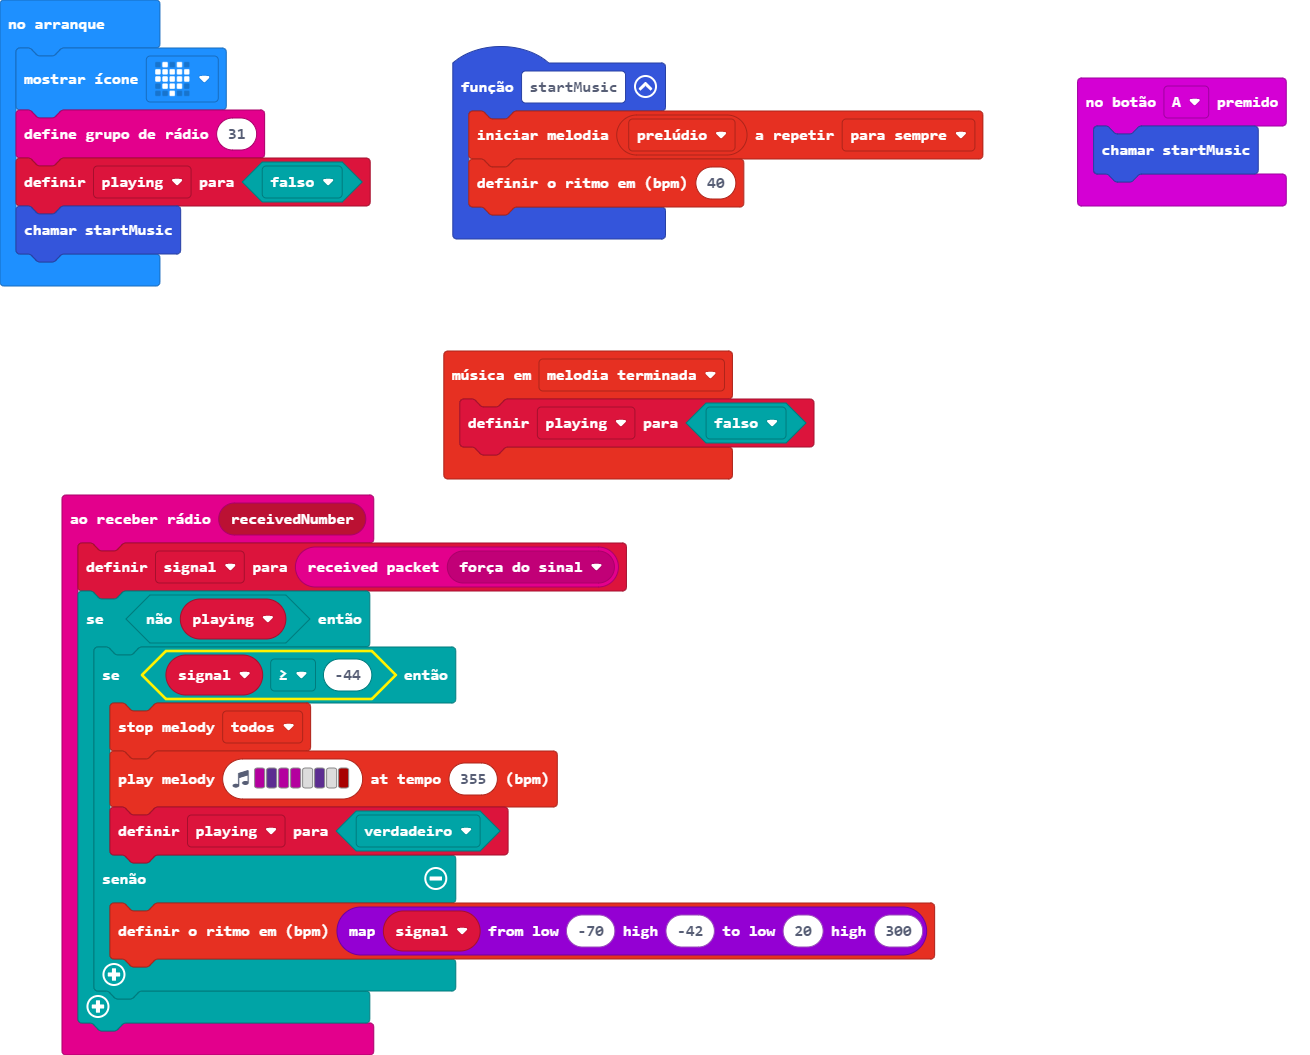 no arranque
mostrar ícone
define grupo de rádio 31
definir playing para falso
chamar startMusic
função startMusic
iniciar melodia prelúdio a repetir para sempre
definir o ritmo em (bpm) 40
no botão A premido
chamar startMusic
música em melodia terminada
definir playing para falso
ao receber rádio receivedNumber
definir signal para received packet força do sinal
se não playing então
se signal ≥ -44 então
stop melody todos
play melody at tempo 355 (bpm)
definir playing para verdadeiro
senão
definir o ritmo em (bpm) map signal from low -70 high -42 to low 20 high 300